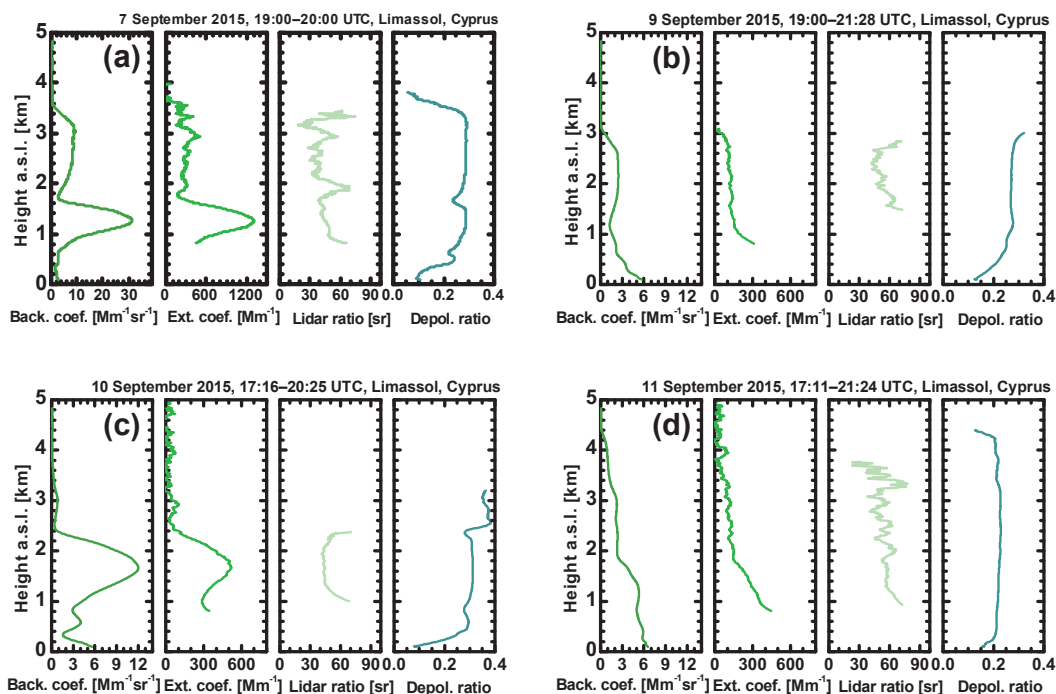 7 September 2015, 19:00–20:00 UTC, Limassol, Cyprus
(a)
Height a.s.l. [km]
5
4
3
2
1
0
0 10 20 30
0 600 1200
0 30 60 90
0.0 0.2 0.4
Back. coef. [Mm⁻¹sr⁻¹] Ext. coef. [Mm⁻¹] Lidar ratio [sr] Depol. ratio
9 September 2015, 19:00–21:28 UTC, Limassol, Cyprus
(b)
Height a.s.l. [km]
5
4
3
2
1
0
0 3 6 9 12
0 300 600
0 30 60 90
0.0 0.2 0.4
Back. coef. [Mm⁻¹sr⁻¹] Ext. coef. [Mm⁻¹] Lidar ratio [sr] Depol. ratio
10 September 2015, 17:16–20:25 UTC, Limassol, Cyprus
(c)
Height a.s.l. [km]
5
4
3
2
1
0
0 3 6 9 12
0 300 600
0 30 60 90
0.0 0.2 0.4
Back. coef. [Mm⁻¹sr⁻¹] Ext. coef. [Mm⁻¹] Lidar ratio [sr] Depol. ratio
11 September 2015, 17:11–21:24 UTC, Limassol, Cyprus
(d)
Height a.s.l. [km]
5
4
3
2
1
0
0 3 6 9 12
0 300 600
0 30 60 90
0.0 0.2 0.4
Back. coef. [Mm⁻¹sr⁻¹] Ext. coef. [Mm⁻¹] Lidar ratio [sr] Depol. ratio